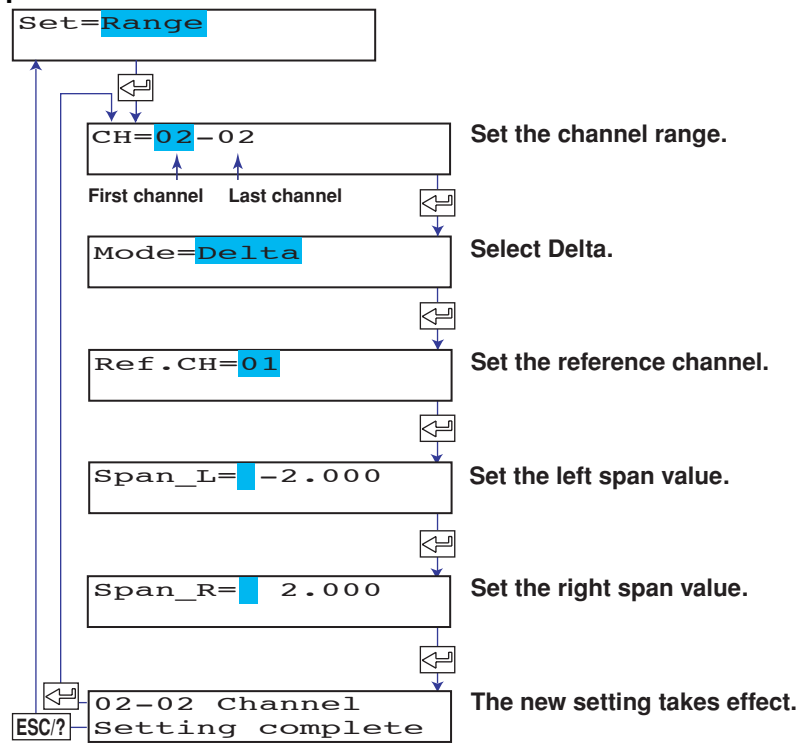 Set=Range
CH=02-02
Set the channel range.
First channel Last channel
Mode=Delta
Select Delta.
Ref.CH=01
Set the reference channel.
Span_L= -2.000
Set the left span value.
Span_R= 2.000
Set the right span value.
02-02 Channel
Setting complete
The new setting takes effect.
ESC/?